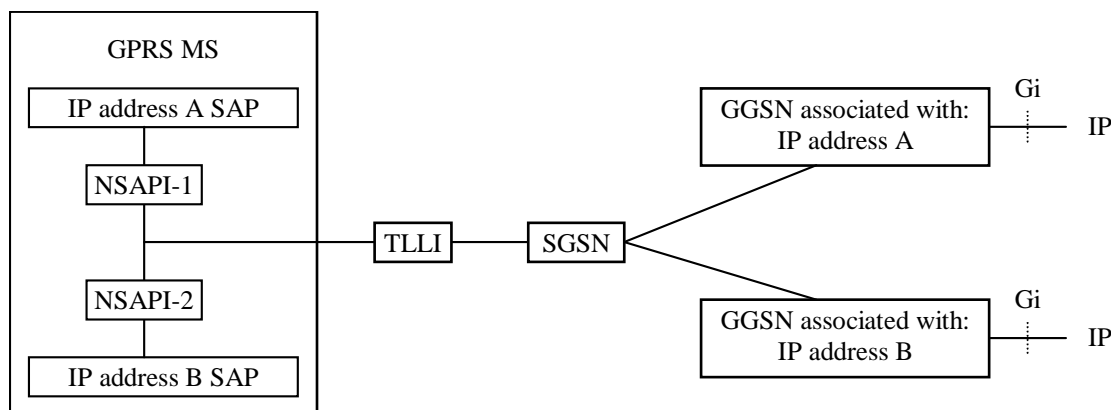 GPRS MS
IP address A SAP
NSAPI-1
NSAPI-2
IP address B SAP
TLLI
SGSN
GGSN associated with:
IP address A
Gi
IP
GGSN associated with:
IP address B
Gi
IP